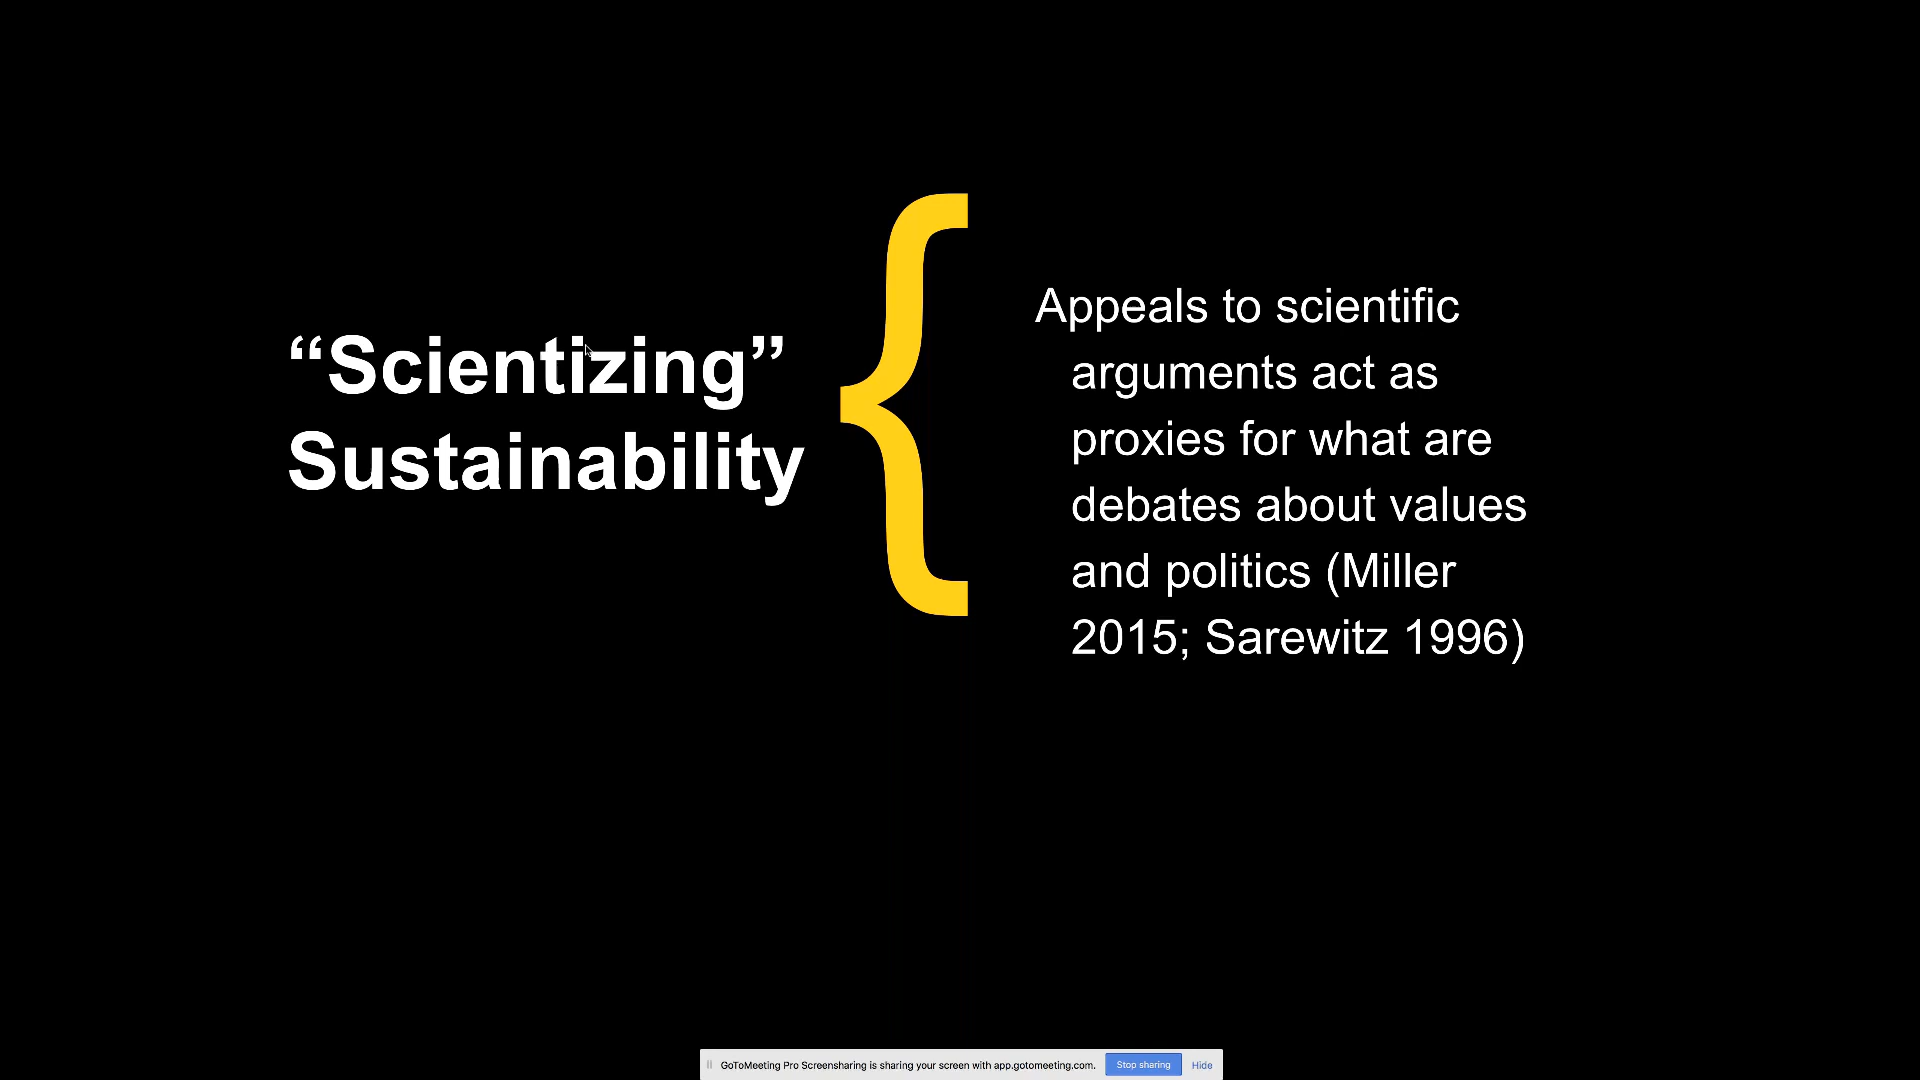 “Scientizing”
Sustainability
{
Appeals to scientific
arguments act as
proxies for what are
debates about values
and politics (Miller
2015; Sarewitz 1996)
GoToMeeting Pro Screensharing is sharing your screen with app.gotomeeting.com. Stop sharing Hide